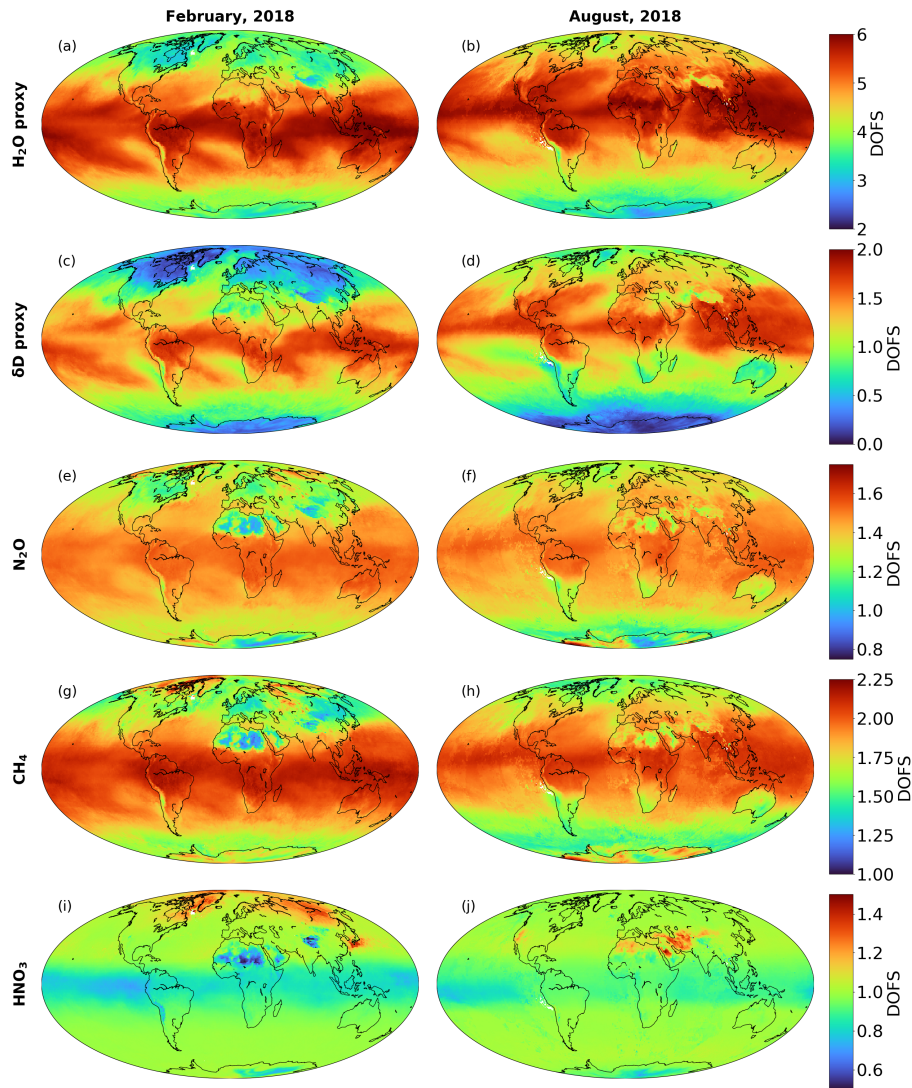 February, 2018
August, 2018
(a)
(b)
H₂O proxy
6
5
4
3
2
DOFS
(c)
(d)
δD proxy
2.0
1.5
1.0
0.5
0.0
DOFS
(e)
(f)
N₂O
1.6
1.4
1.2
1.0
0.8
DOFS
(g)
(h)
CH₄
2.25
2.00
1.75
1.50
1.25
1.00
DOFS
(i)
(j)
HNO₃
1.4
1.2
1.0
0.8
0.6
DOFS